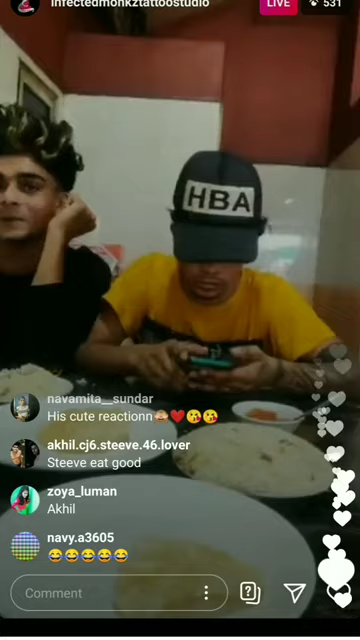 infectedmonkztattoostudio
LIVE
531
HBA
navamita__sundar
His cute reactionn🙈❤️😘😘
akhil.cj6.steeve.46.lover
Steeve eat good
zoya_luman
Akhil
navy.a3605
😂😂😂😂😂
Comment